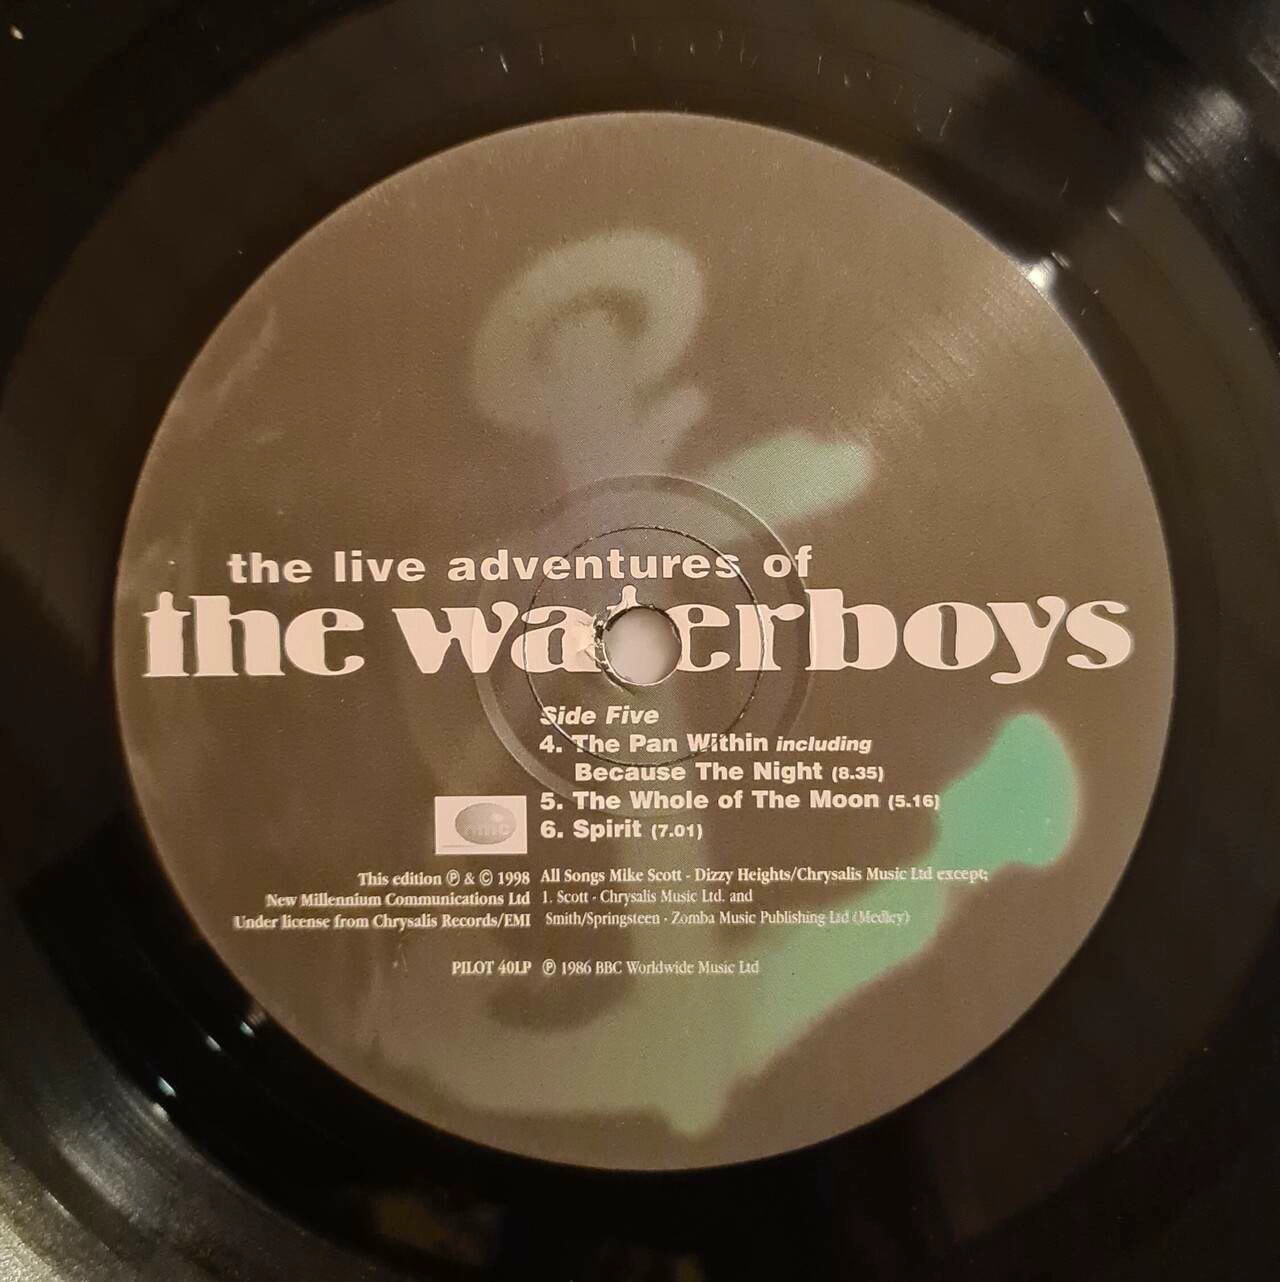 the live adventures of
the waterboys
Side Five
4. The Pan Within including
Because The Night (8.35)
5. The Whole of The Moon (5.16)
6. Spirit (7.01)
nmc
This edition ℗ & © 1998
New Millennium Communications Ltd
Under license from Chrysalis Records/EMI
All Songs Mike Scott - Dizzy Heights/Chrysalis Music Ltd except;
1. Scott - Chrysalis Music Ltd. and
Smith/Springsteen - Zomba Music Publishing Ltd (Medley)
PILOT 40LP ℗ 1986 BBC Worldwide Music Ltd